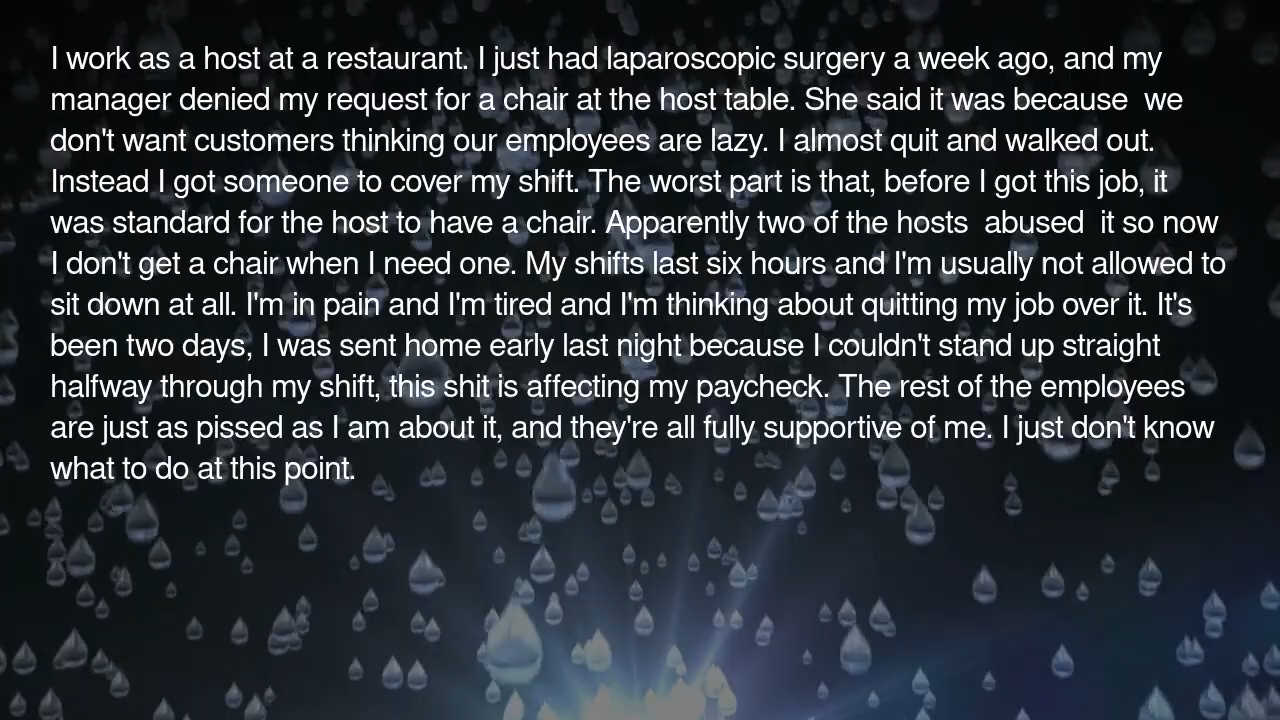 I work as a host at a restaurant. I just had laparoscopic surgery a week ago, and my
manager denied my request for a chair at the host table. She said it was because  we
don't want customers thinking our employees are lazy. I almost quit and walked out.
Instead I got someone to cover my shift. The worst part is that, before I got this job, it
was standard for the host to have a chair. Apparently two of the hosts  abused  it so now
I don't get a chair when I need one. My shifts last six hours and I'm usually not allowed to
sit down at all. I'm in pain and I'm tired and I'm thinking about quitting my job over it. It's
been two days, I was sent home early last night because I couldn't stand up straight
halfway through my shift, this shit is affecting my paycheck. The rest of the employees
are just as pissed as I am about it, and they're all fully supportive of me. I just don't know
what to do at this point.